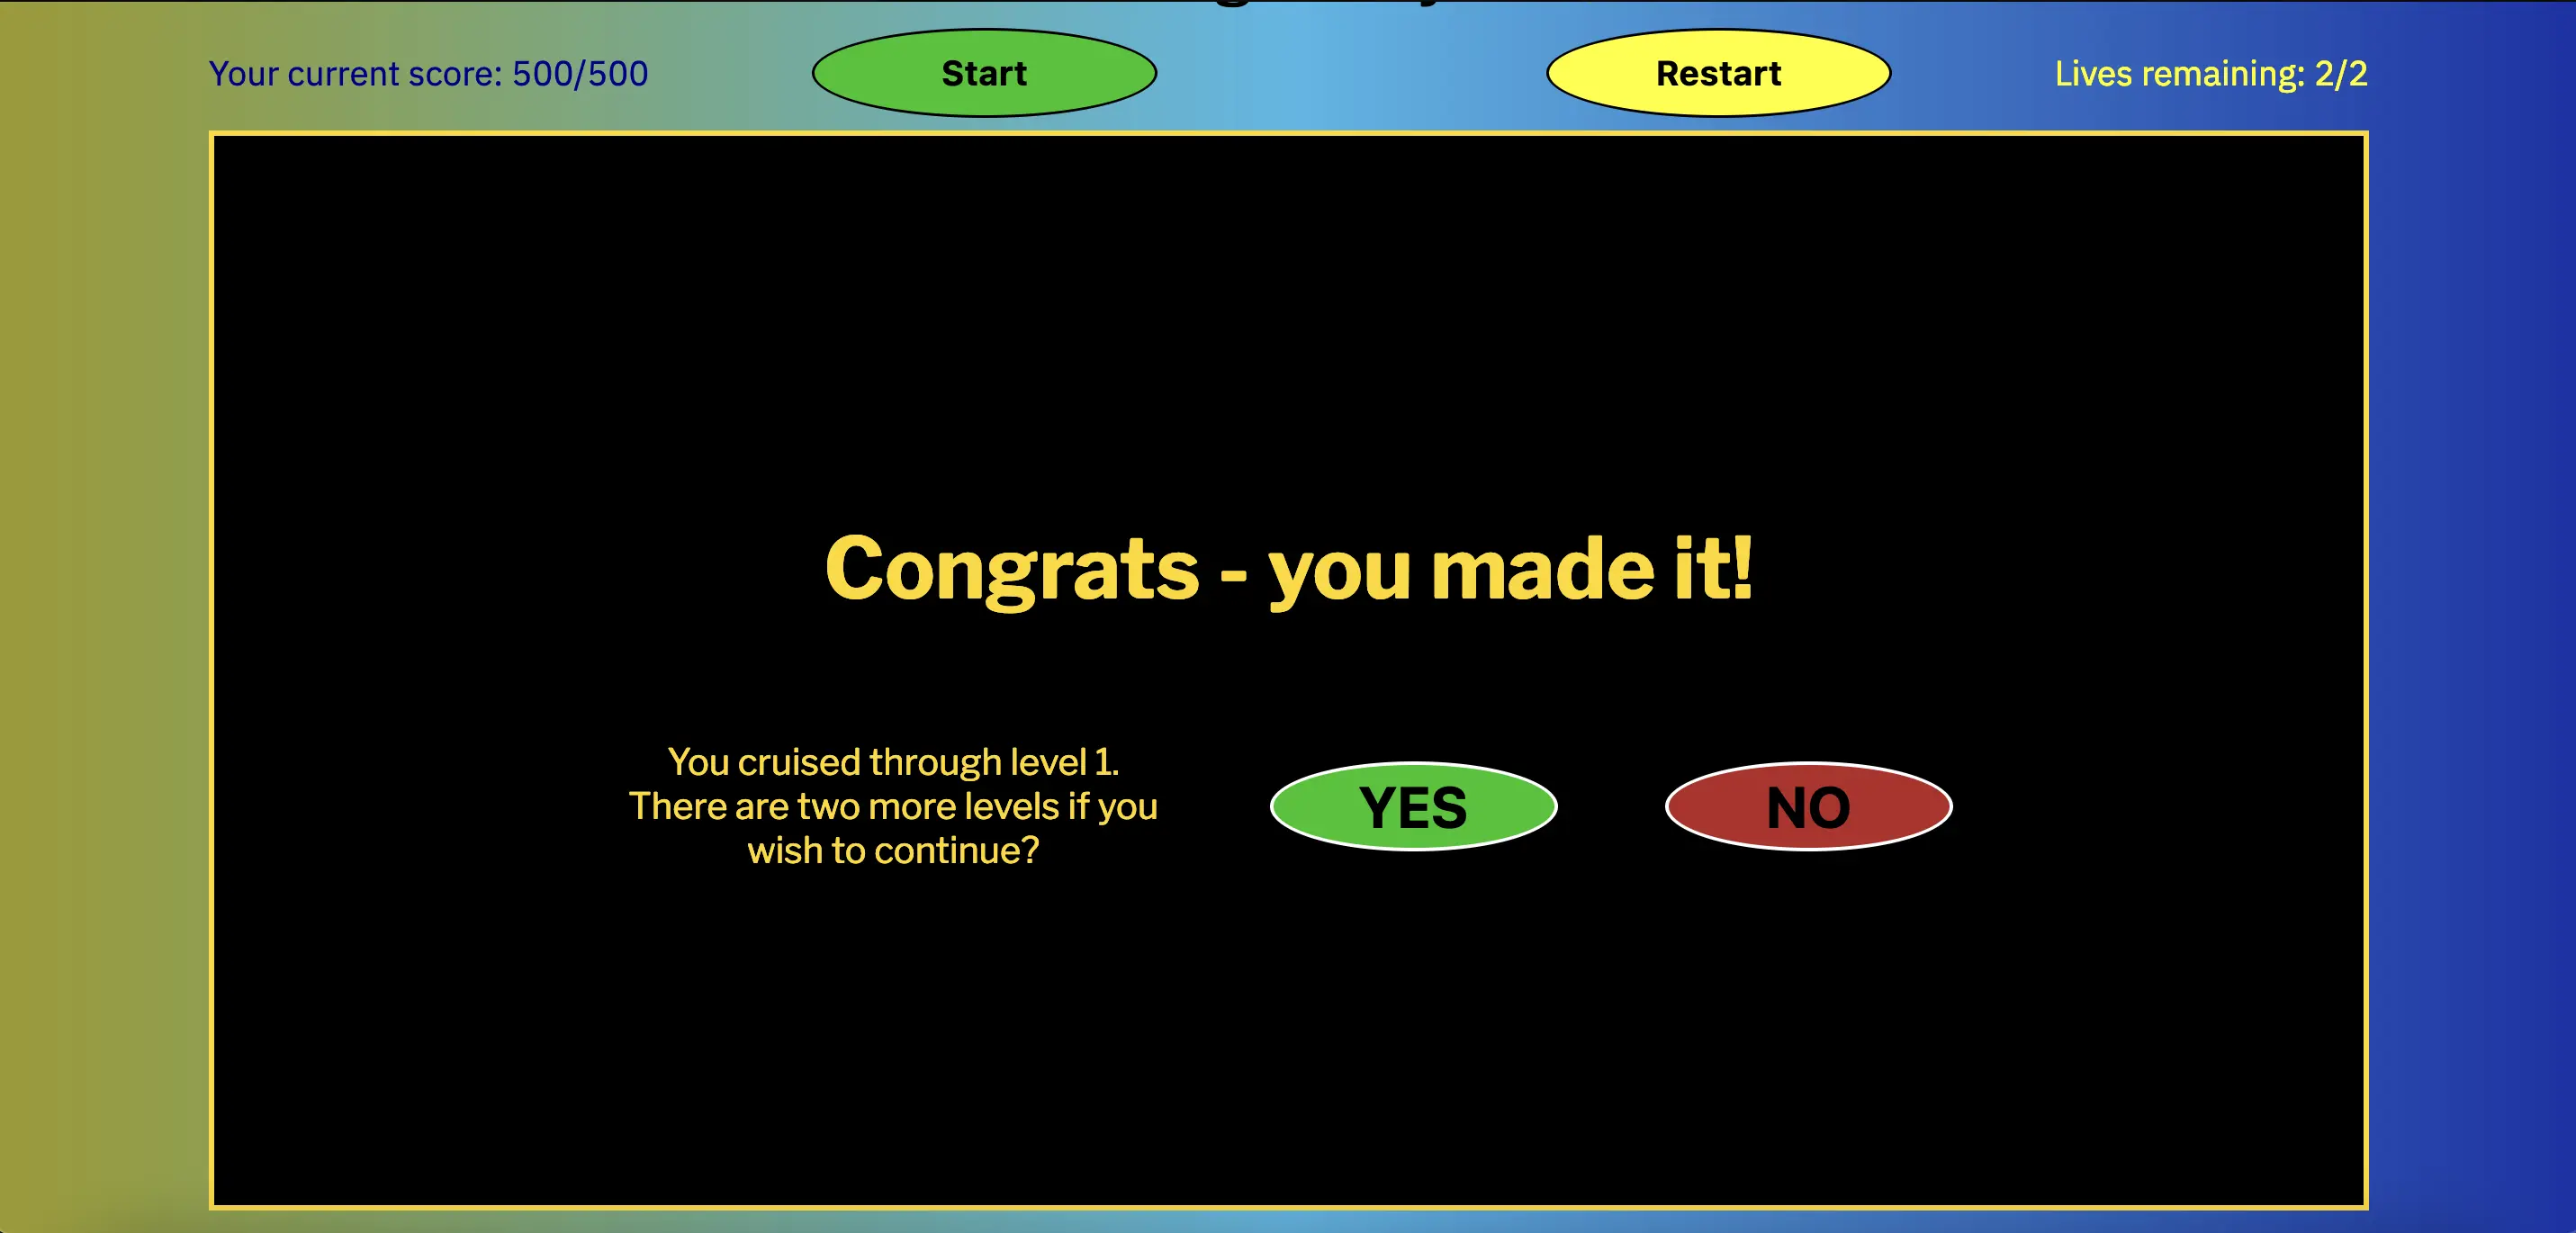 Your current score: 500/500
Start
Restart
Lives remaining: 2/2
Congrats - you made it!
You cruised through level 1.
There are two more levels if you
wish to continue?
YES
NO